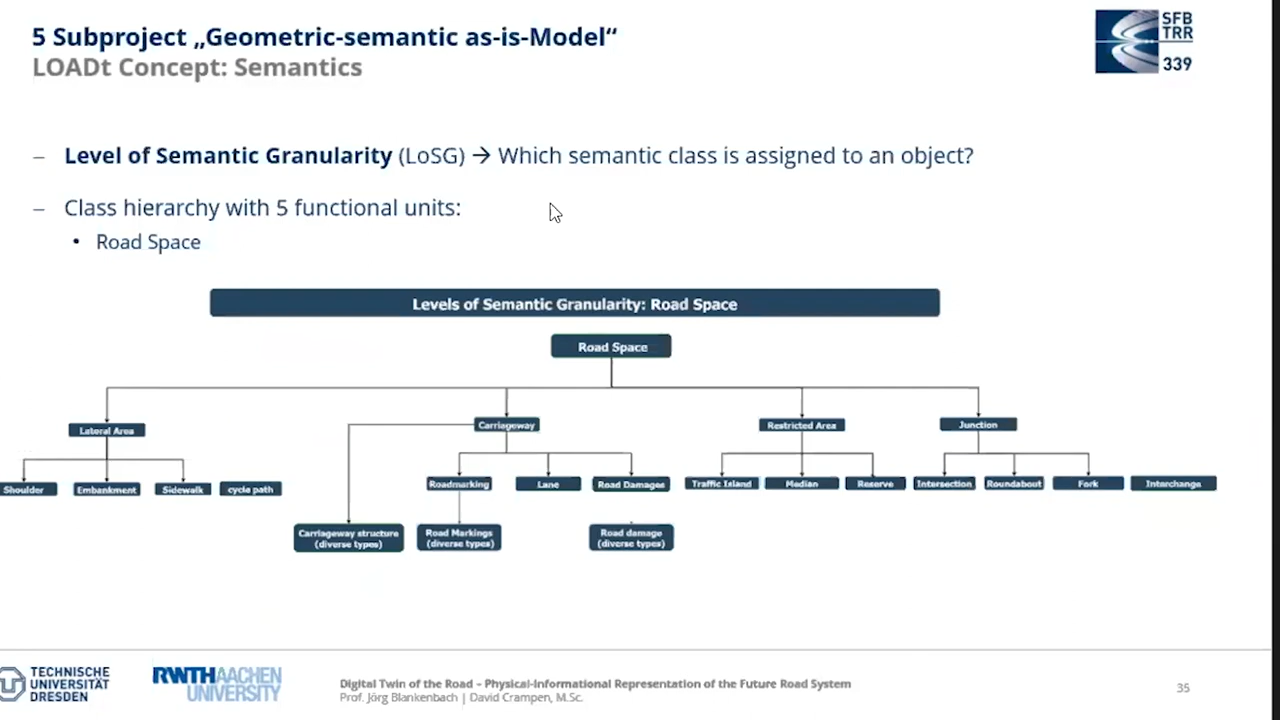 5 Subproject „Geometric-semantic as-is-Model“
LOADt Concept: Semantics
SFB
TRR
339
– Level of Semantic Granularity (LoSG) → Which semantic class is assigned to an object?
– Class hierarchy with 5 functional units:
• Road Space
Levels of Semantic Granularity: Road Space
Road Space
Lateral Area
Carriageway
Restricted Area
Junction
Shoulder
Embankment
Sidewalk
cycle path
Roadmarking
Lane
Road Damages
Traffic Island
Median
Reserve
Intersection
Roundabout
Fork
Interchange
Carriageway structure
(diverse types)
Road Markings
(diverse types)
Road damage
(diverse types)
TECHNISCHE
UNIVERSITÄT
DRESDEN
RWTH AACHEN
UNIVERSITY
Digital Twin of the Road – Physical-Informational Representation of the Future Road System
Prof. Jörg Blankenbach | David Crampen, M.Sc.
35